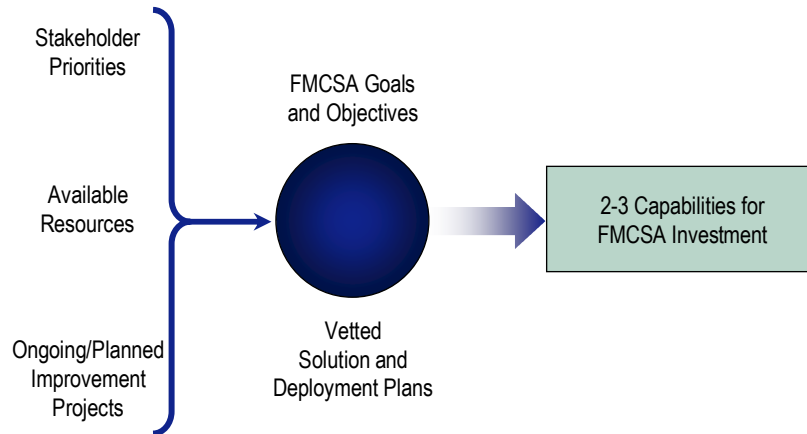 Stakeholder
Priorities
Available
Resources
Ongoing/Planned
Improvement
Projects
FMCSA Goals
and Objectives
Vetted
Solution and
Deployment Plans
2-3 Capabilities for
FMCSA Investment